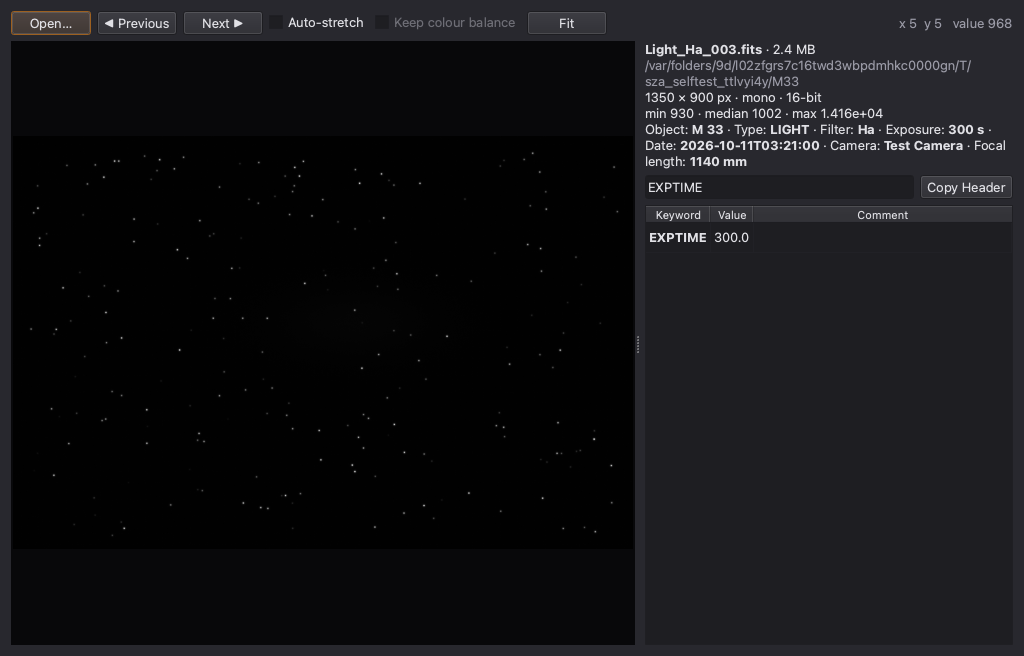 Open... ◀ Previous Next ▶ Auto-stretch Keep colour balance Fit x 5 y 5 value 968
Light_Ha_003.fits · 2.4 MB
/var/folders/9d/l02zfgrs7c16twd3wbpdmhkc0000gn/T/
sza_selftest_ttlvyi4y/M33
1350 × 900 px · mono · 16-bit
min 930 · median 1002 · max 1.416e+04
Object: M 33 · Type: LIGHT · Filter: Ha · Exposure: 300 s ·
Date: 2026-10-11T03:21:00 · Camera: Test Camera · Focal
length: 1140 mm
EXPTIME Copy Header
Keyword Value Comment
EXPTIME 300.0